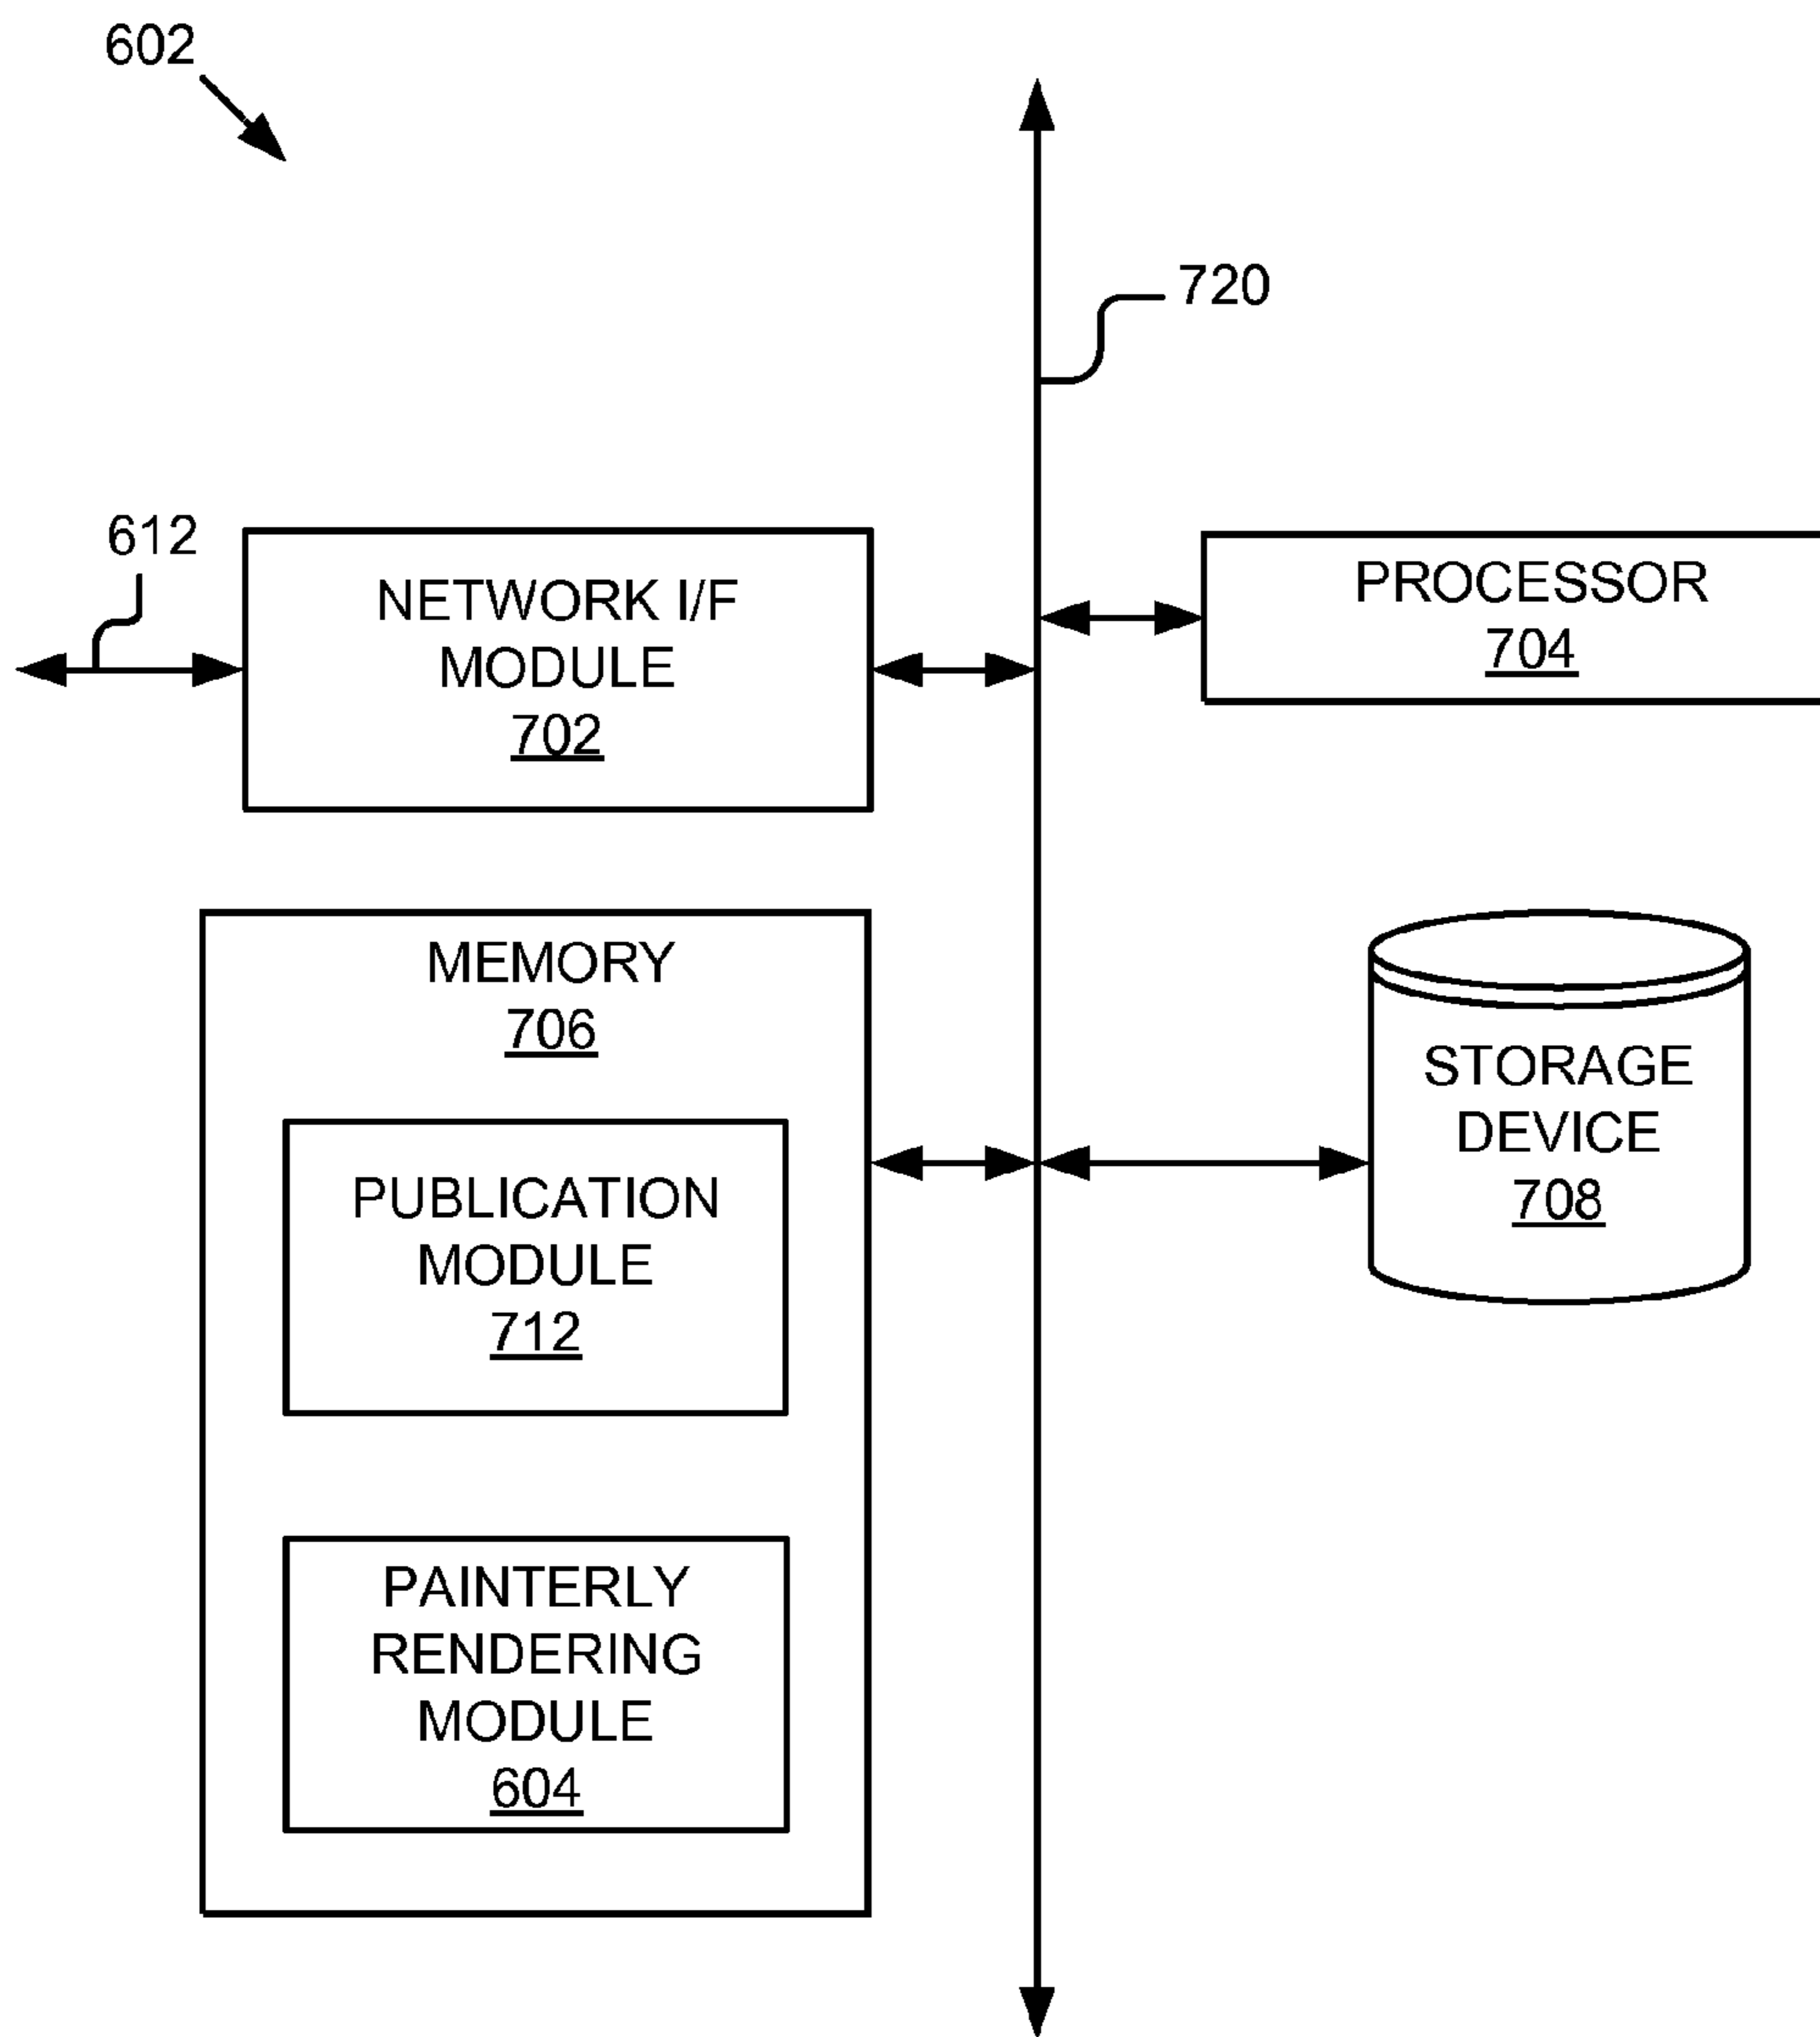 602
720
612
NETWORK I/F
MODULE
702
PROCESSOR
704
MEMORY
706
PUBLICATION
MODULE
712
PAINTERLY
RENDERING
MODULE
604
STORAGE
DEVICE
708